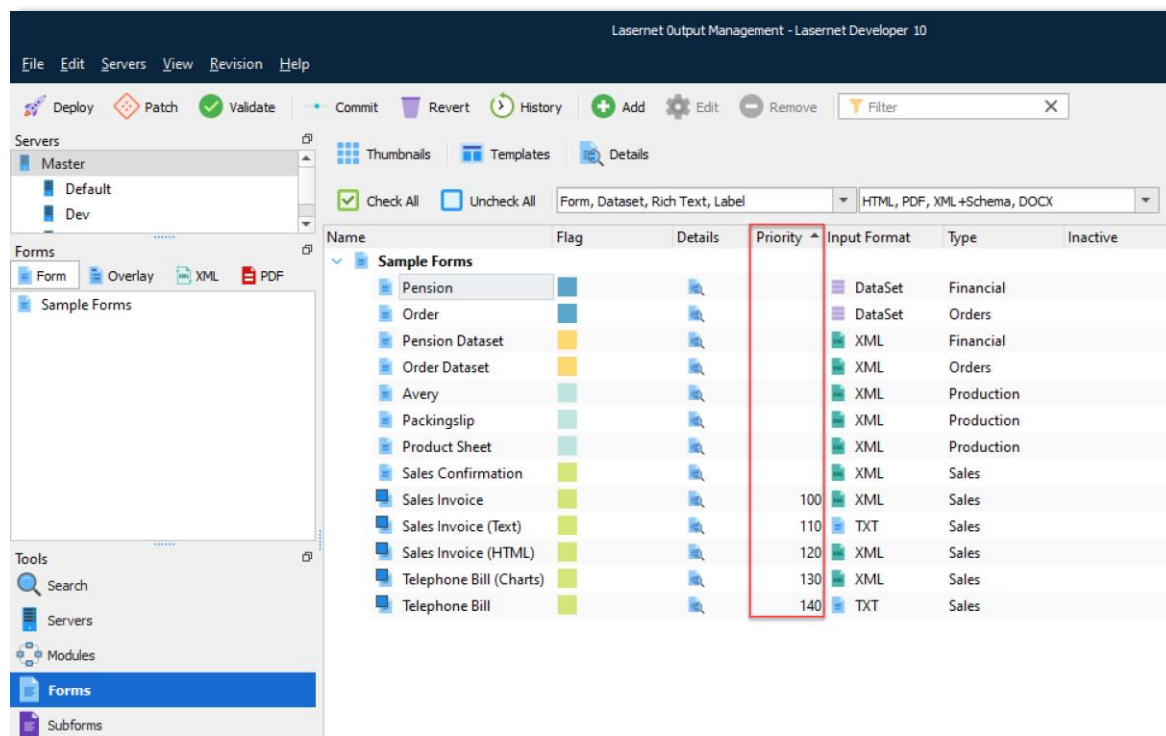 Lasernet Output Management - Lasernet Developer 10
File Edit Servers View Revision Help
Deploy Patch Validate Commit Revert History Add Edit Remove Filter
Servers
Master
Default
Dev
Thumbnails Templates Details
Check All Uncheck All Form, Dataset, Rich Text, Label HTML, PDF, XML+Schema, DOCX
Forms
Form Overlay XML PDF
Sample Forms
Name Flag Details Priority Input Format Type Inactive
Sample Forms
Pension DataSet Financial
Order DataSet Orders
Pension Dataset XML Financial
Order Dataset XML Orders
Avery XML Production
Packingslip XML Production
Product Sheet XML Production
Sales Confirmation XML Sales
Sales Invoice 100 XML Sales
Sales Invoice (Text) 110 TXT Sales
Sales Invoice (HTML) 120 XML Sales
Telephone Bill (Charts) 130 XML Sales
Telephone Bill 140 TXT Sales
Tools
Search
Servers
Modules
Forms
Subforms